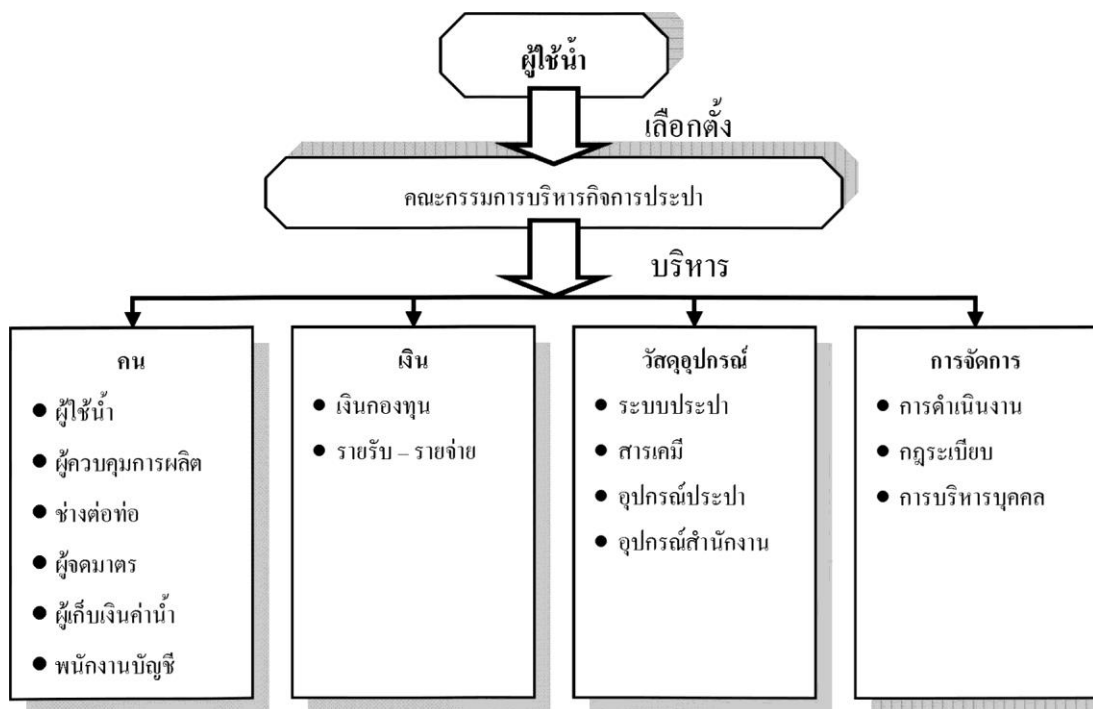 ผู้ใช้น้ำ
เลือกตั้ง
คณะกรรมการบริหารกิจการประปา
บริหาร
คน
● ผู้ใช้น้ำ
● ผู้ควบคุมการผลิต
● ช่างต่อท่อ
● ผู้จดมาตร
● ผู้เก็บเงินค่าน้ำ
● พนักงานบัญชี
เงิน
● เงินกองทุน
● รายรับ – รายจ่าย
วัสดุอุปกรณ์
● ระบบประปา
● สารเคมี
● อุปกรณ์ประปา
● อุปกรณ์สำนักงาน
การจัดการ
● การดำเนินงาน
● กฎระเบียบ
● การบริหารบุคคล